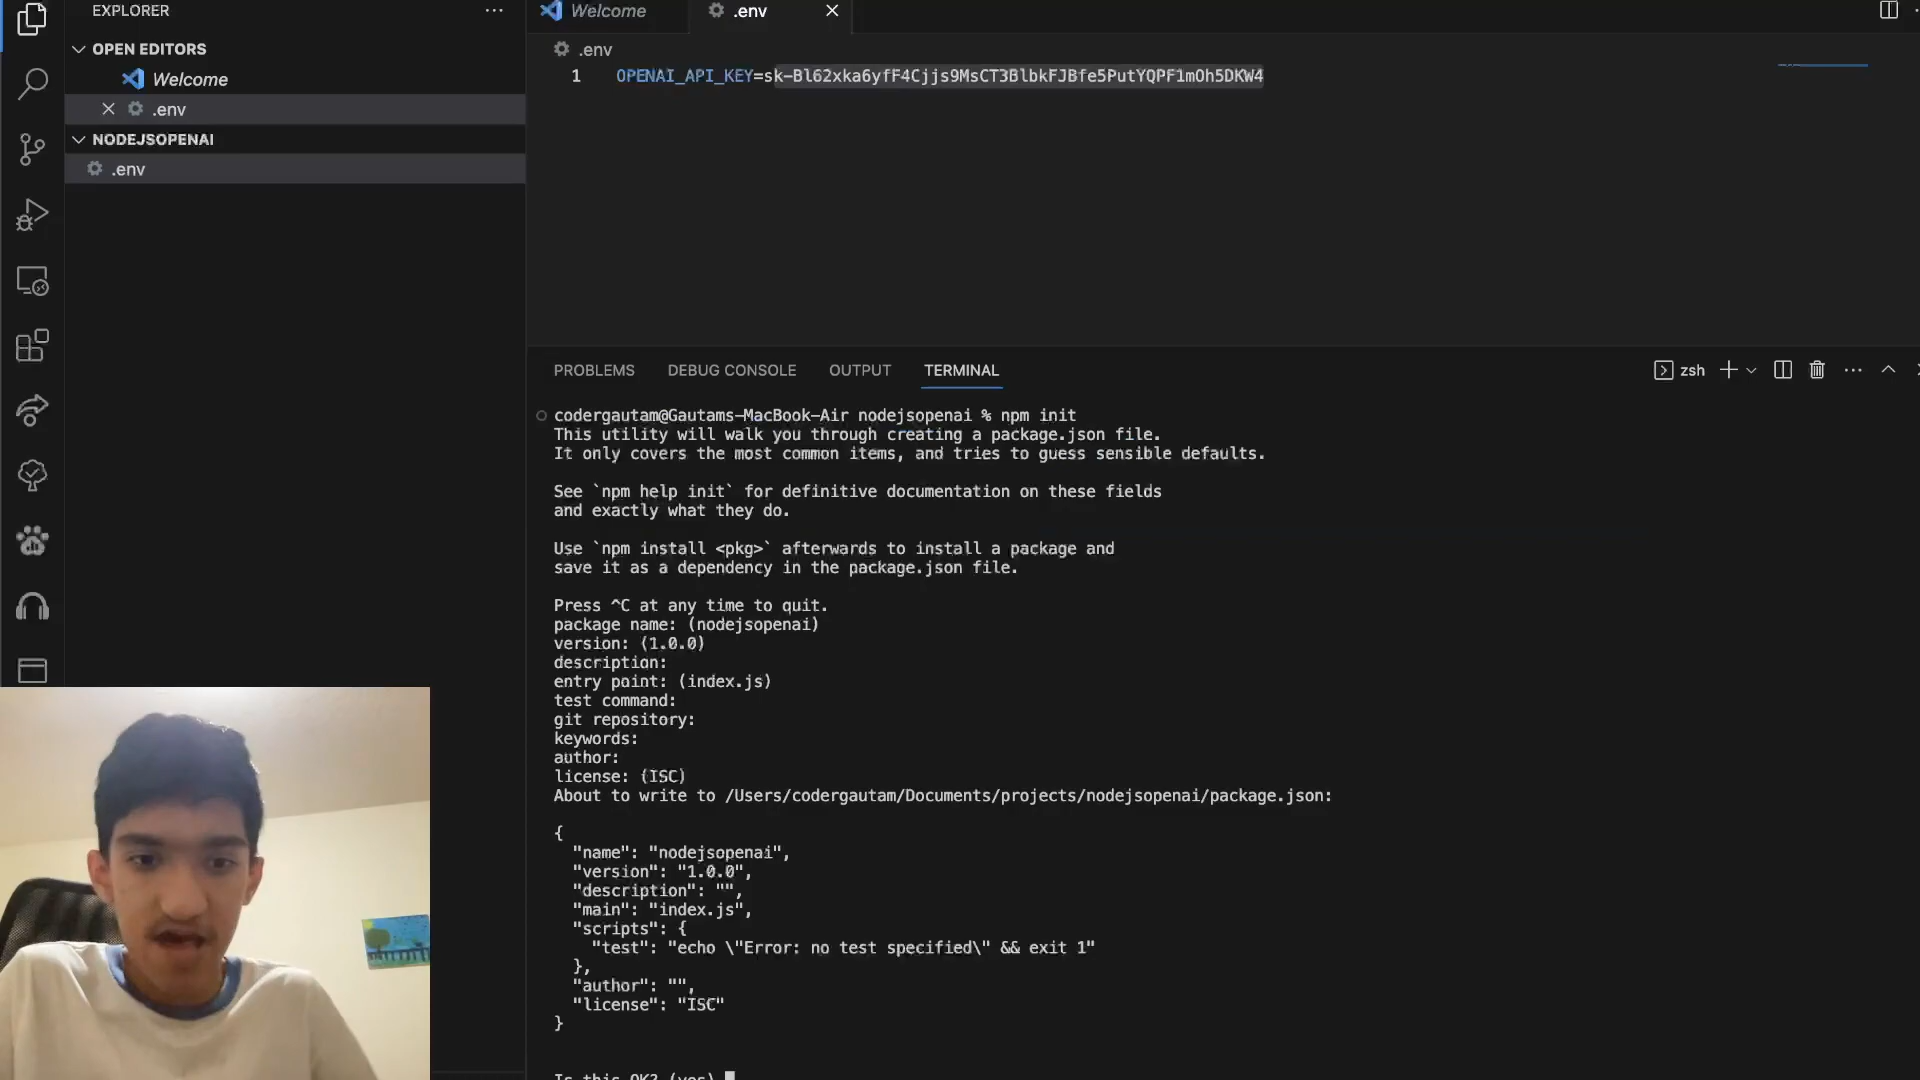 EXPLORER
OPEN EDITORS
Welcome
.env
NODEJSOPENAI
.env
Welcome
.env
.env
1 OPENAI_API_KEY=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
PROBLEMS
DEBUG CONSOLE
OUTPUT
TERMINAL
zsh
codergautam@Gautams-MacBook-Air nodejsopenai % npm init
This utility will walk you through creating a package.json file.
It only covers the most common items, and tries to guess sensible defaults.
See `npm help init` for definitive documentation on these fields
and exactly what they do.
Use `npm install <pkg>` afterwards to install a package and
save it as a dependency in the package.json file.
Press ^C at any time to quit.
package name: (nodejsopenai)
version: (1.0.0)
description:
entry point: (index.js)
test command:
git repository:
keywords:
author:
license: (ISC)
About to write to /Users/codergautam/Documents/projects/nodejsopenai/package.json:
{
"name": "nodejsopenai",
"version": "1.0.0",
"description": "",
"main": "index.js",
"scripts": {
"test": "echo \"Error: no test specified\" && exit 1"
},
"author": "",
"license": "ISC"
}
Is this OK? (yes)